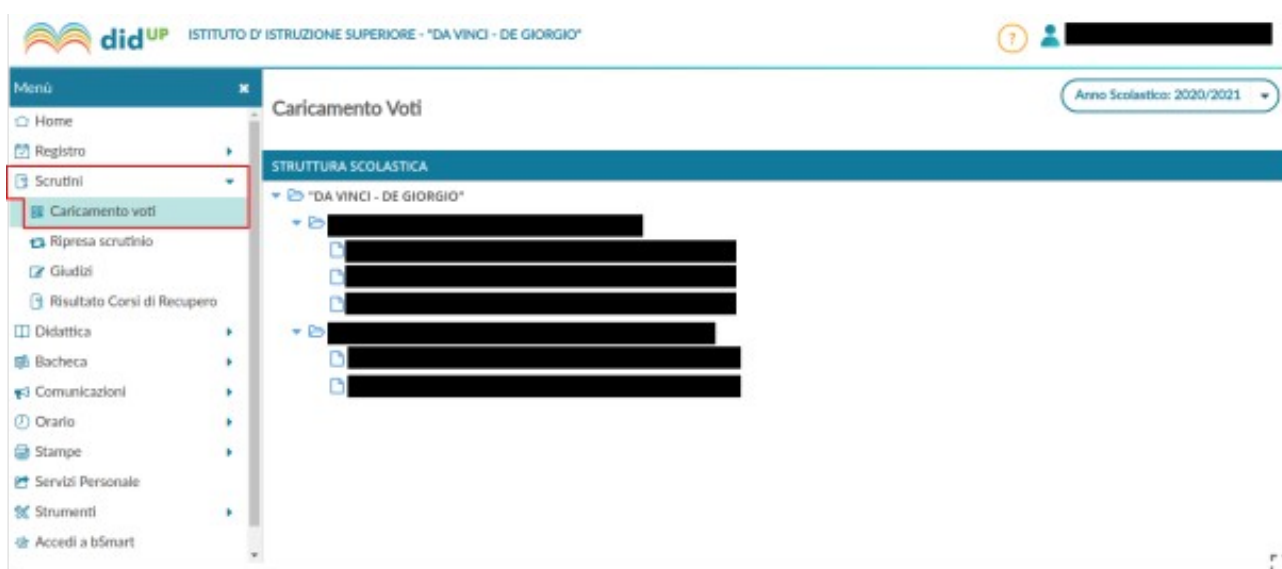 didUP ISTITUTO D' ISTRUZIONE SUPERIORE - "DA VINCI - DE GIORGIO"
?
Menù
Caricamento Voti
Anno Scolastico: 2020/2021
Home
Registro
STRUTTURA SCOLASTICA
Scrutini
"DA VINCI - DE GIORGIO"
Caricamento voti
Ripresa scrutinio
Giudizi
Risultato Corsi di Recupero
Didattica
Bacheca
Comunicazioni
Orario
Stampe
Servizi Personale
Strumenti
Accedi a bSmart